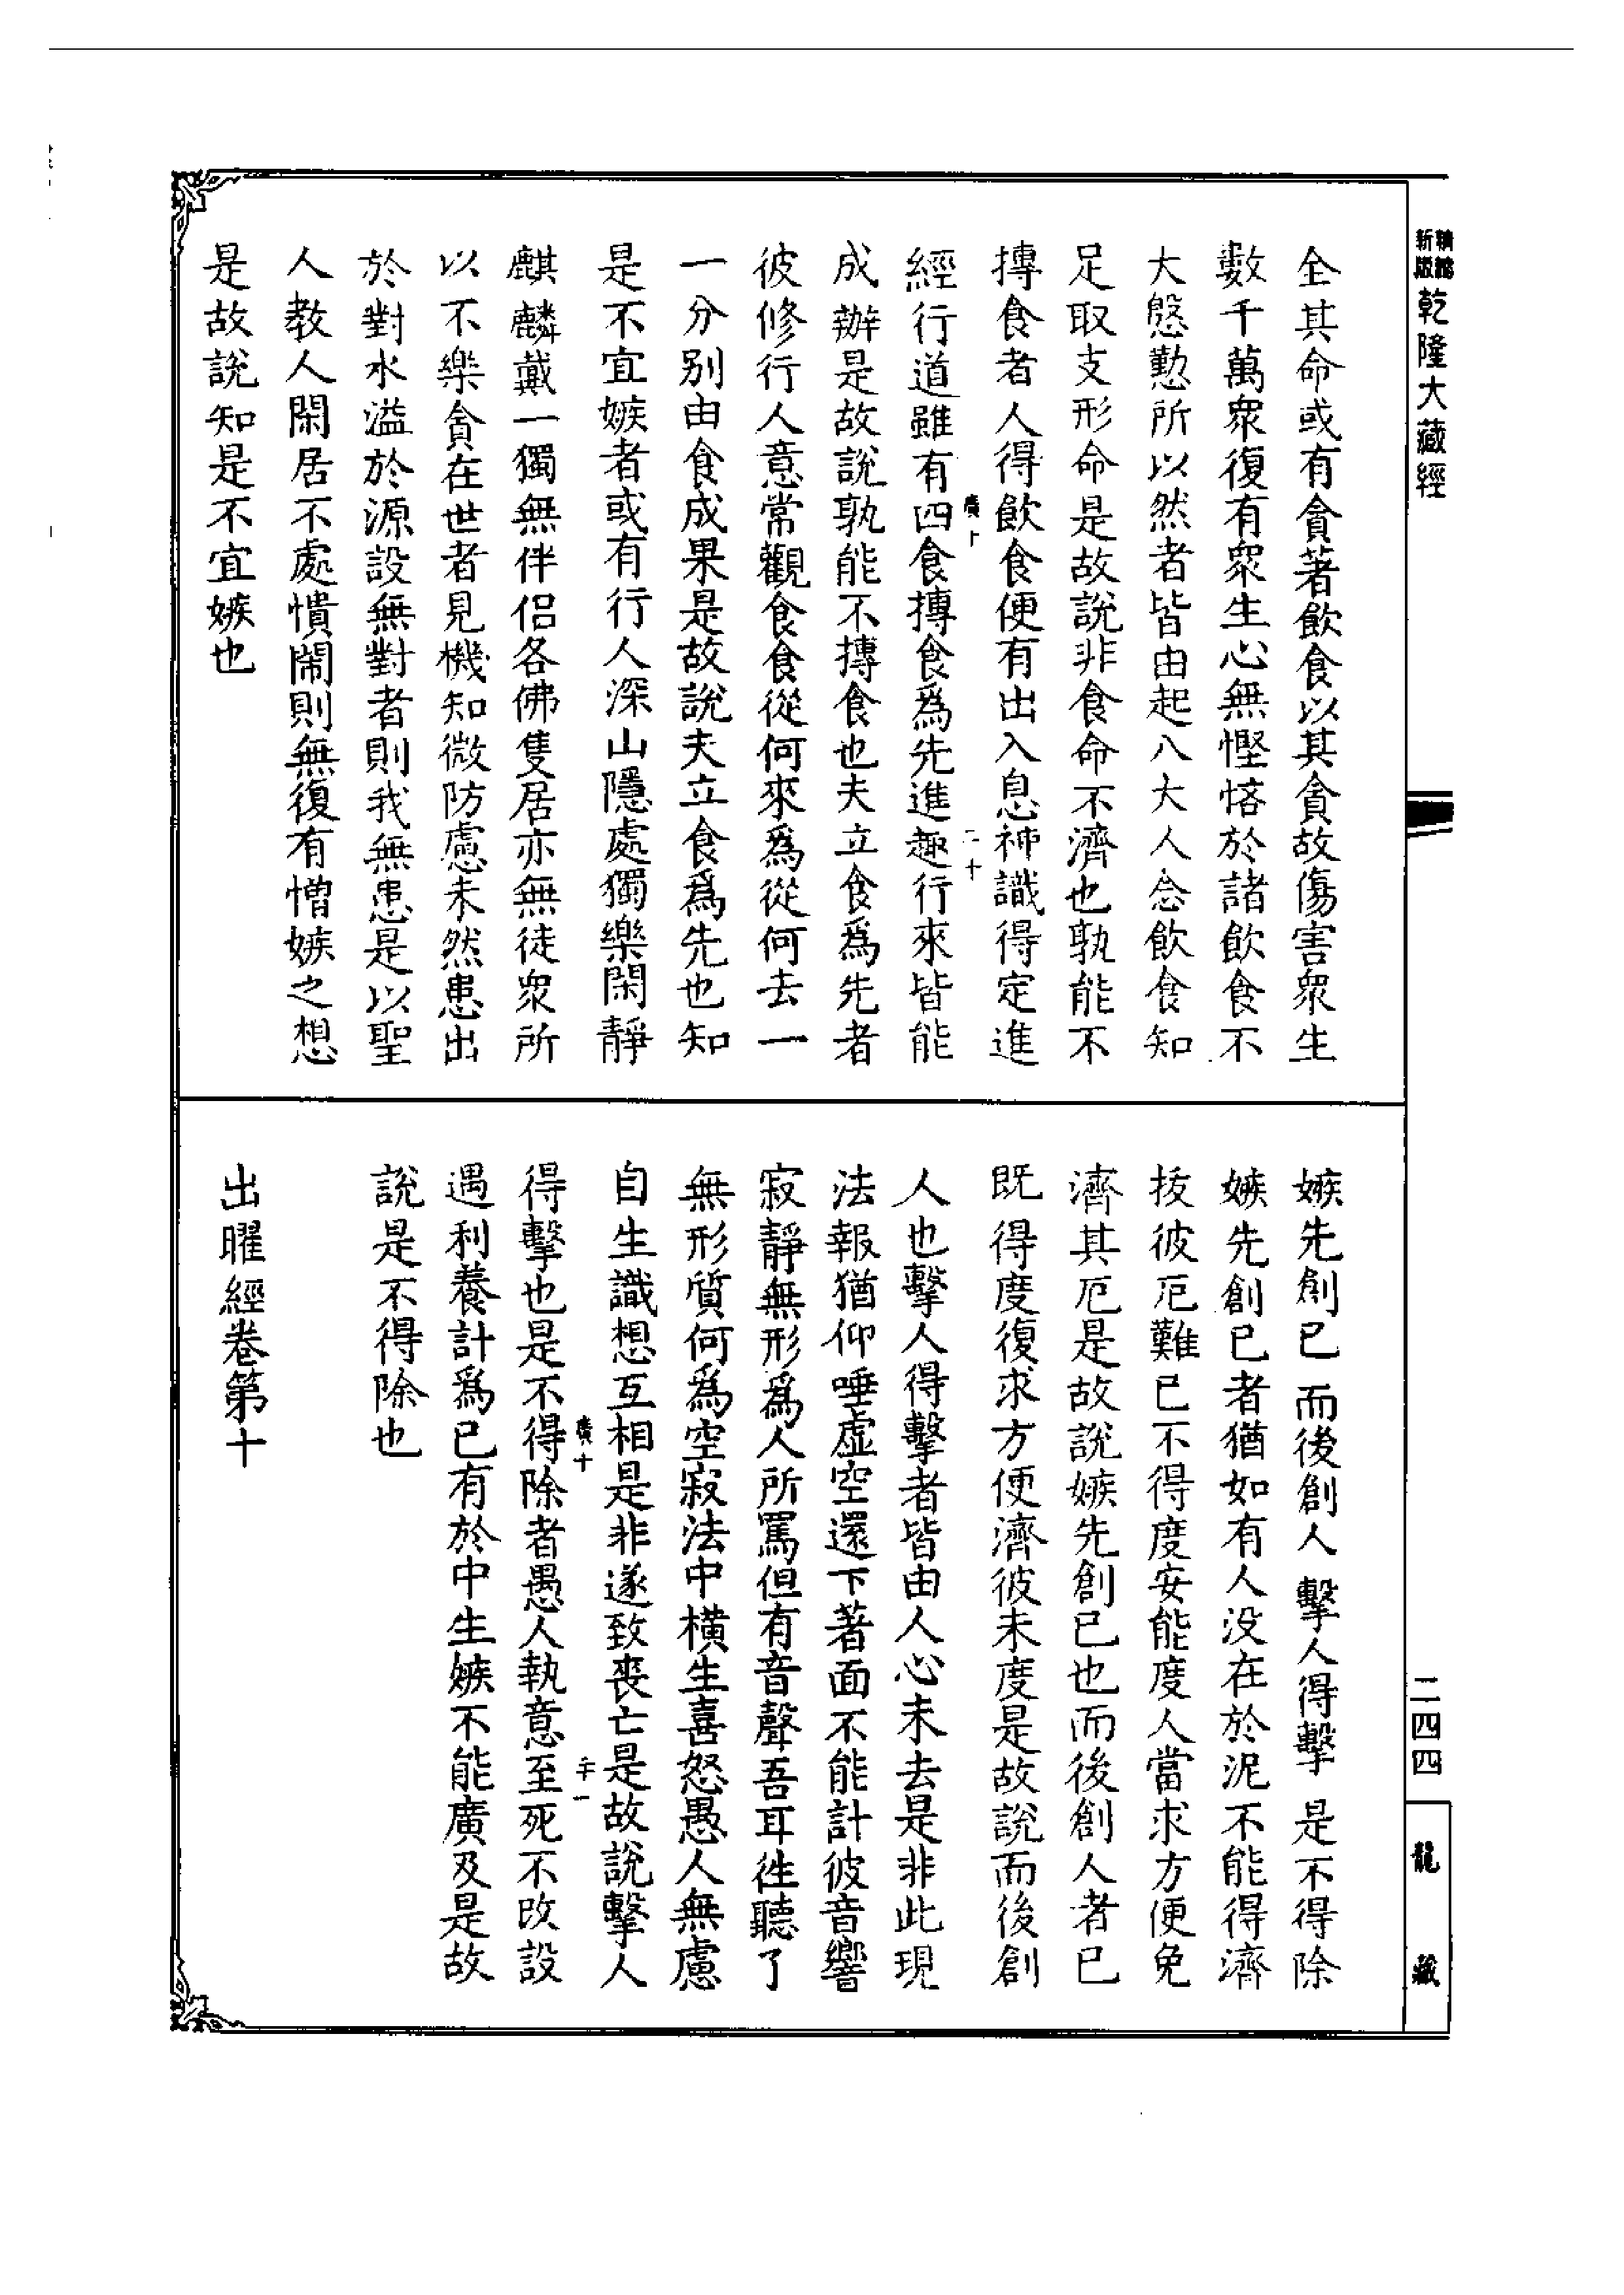 新版精縮乾隆大藏經
全其命或有貪著飲食以其貪故傷害衆生
數千萬衆復有衆生心無慳悋於諸飲食不
大慇懃所以然者皆由起八大人念飲食知
足取支形命是故說非食命不濟也孰能不
摶食者人得飲食便有出入息神識得定進
經行道雖有四食摶食爲先進趣行來皆能
成辦是故說孰能不摶食也夫立食爲先者
彼修行人意常觀食食從何來爲從何去一
一分別由食成果是故說夫立食爲先也知
是不宜嫉者或有行人深山隱處獨樂閑靜
麒麟戴一獨無伴侶各佛隻居亦無徒衆所
以不樂貪在世者見機知微防慮未然患出
於對水溢於源設無對者則我無患是以聖
人教人閑居不處憒閙則無復有憎嫉之想
是故說知是不宜嫉也
廣十
二十
嫉先創已 而後創人 擊人得擊 是不得除
嫉先創已者猶如有人没在於泥不能得濟
拔彼厄難已不得度安能度人當求方便免
濟其厄是故說嫉先創已也而後創人者已
既得度復求方便濟彼未度是故說而後創
人也擊人得擊者皆由人心未去是非此現
法報猶仰唾虛空還下著面不能計彼音響
寂靜無形爲人所罵但有音聲吾耳徃聽了
無形質何爲空寂法中橫生喜怒愚人無慮
自生識想互相是非遂致喪亡是故說擊人
得擊也是不得除者愚人執意至死不改設
遇利養計爲已有於中生嫉不能廣及是故
說是不得除也
廣十
二十一
出曜經卷第十
二四四
龍藏